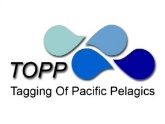 TOPP
Tagging Of Pacific Pelagics